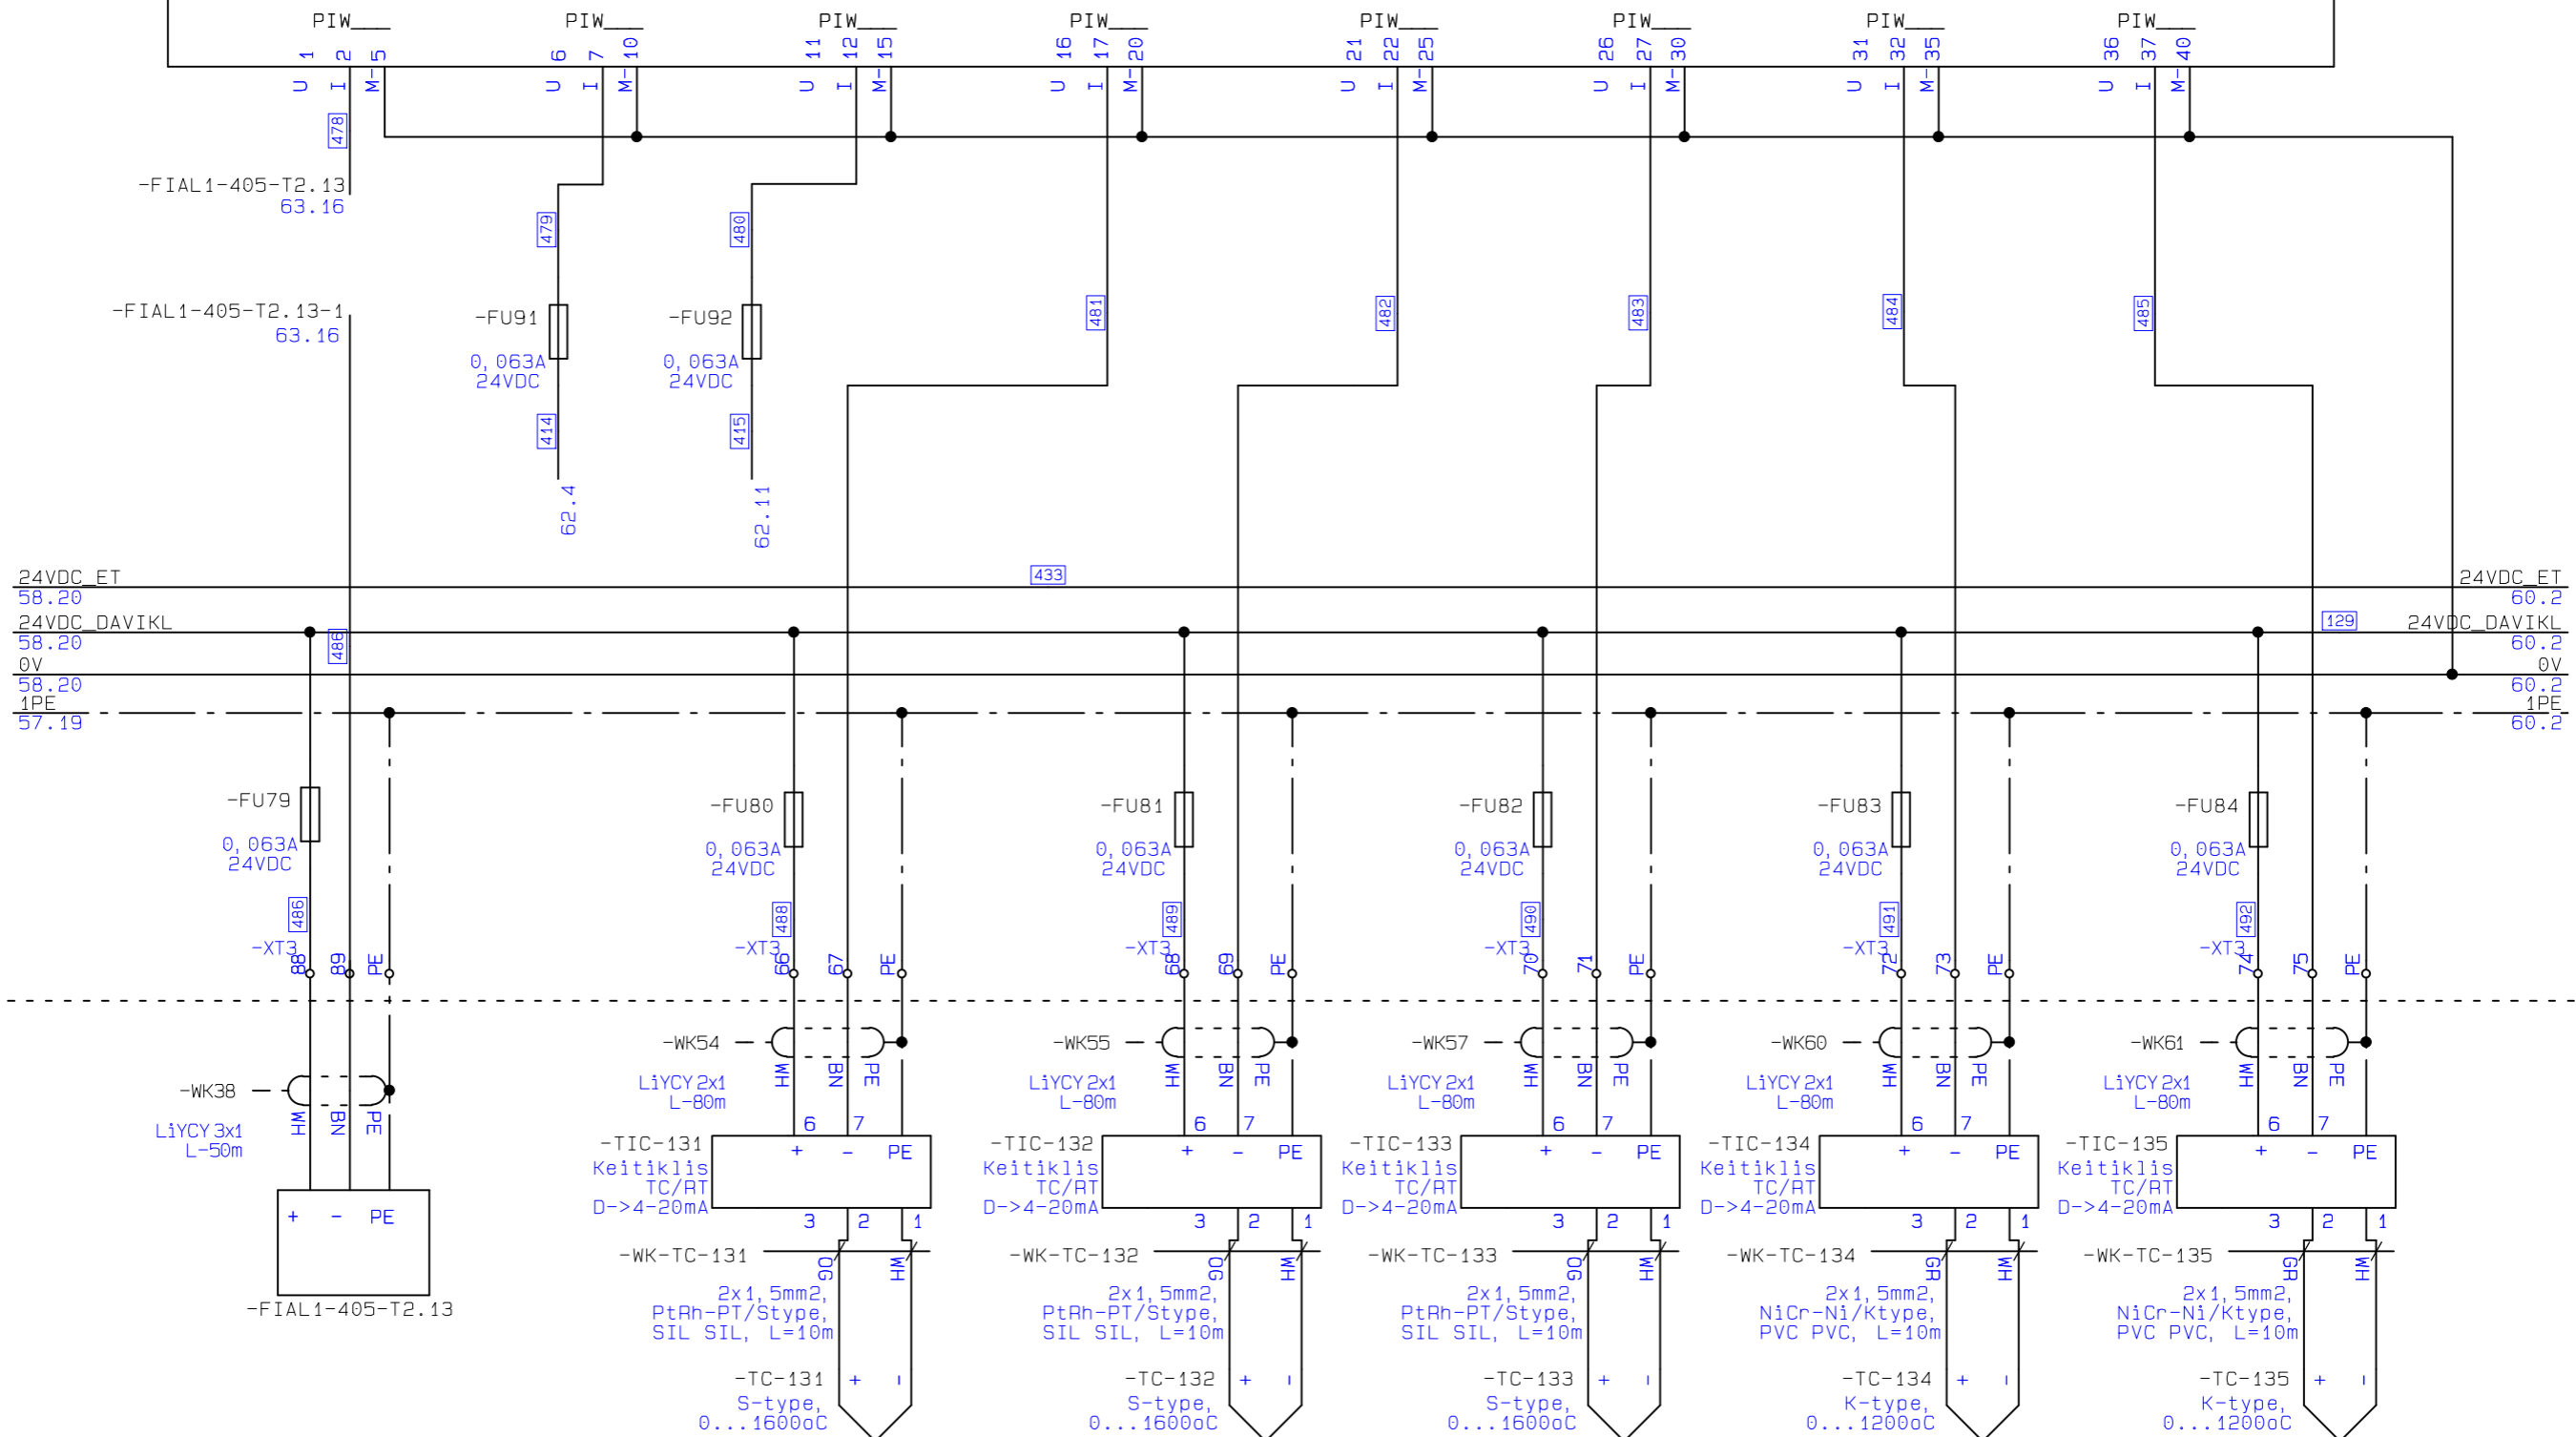 PIW___ PIW___ PIW___ PIW___ PIW___ PIW___ PIW___ PIW___
1 2 5 6 7 10 11 12 15 16 17 20 21 22 25 26 27 30 31 32 35 36 37 40
U I M- U I M- U I M- U I M- U I M- U I M- U I M- U I M-
478
-FIAL1-405-T2.13
63.16
479 480
-FIAL1-405-T2.13-1
63.16
481 482 483 484 485
-FU91 -FU92
0,063A 0,063A
24VDC 24VDC
414 415
62.4 62.11
24VDC_ET 433 24VDC_ET
58.20 60.2
24VDC_DAVIKL 129 24VDC_DAVIKL
58.20 486 60.2
0V 0V
58.20 60.2
1PE 1PE
57.19 60.2
-FU79 -FU80 -FU81 -FU82 -FU83 -FU84
0,063A 0,063A 0,063A 0,063A 0,063A 0,063A
24VDC 24VDC 24VDC 24VDC 24VDC 24VDC
486 488 489 490 491 492
-XT3 -XT3 -XT3 -XT3 -XT3 -XT3
88 89 PE 66 67 PE 68 69 PE 70 71 PE 72 73 PE 74 75 PE
-WK54 -WK55 -WK57 -WK60 -WK61
WH BN PE WH BN PE WH BN PE WH BN PE WH BN PE
LiYCY 2x1 LiYCY 2x1 LiYCY 2x1 LiYCY 2x1 LiYCY 2x1
L-80m L-80m L-80m L-80m L-80m
-WK38
WH BN PE
LiYCY 3x1
L-50m
6 7 6 7 6 7 6 7 6 7
-TIC-131 + - PE -TIC-132 + - PE -TIC-133 + - PE -TIC-134 + - PE -TIC-135 + - PE
Keitiklis Keitiklis Keitiklis Keitiklis Keitiklis
TC/RT TC/RT TC/RT TC/RT TC/RT
D->4-20mA D->4-20mA D->4-20mA D->4-20mA D->4-20mA
+ - PE
3 2 1 3 2 1 3 2 1 3 2 1 3 2 1
-WK-TC-131 -WK-TC-132 -WK-TC-133 -WK-TC-134 -WK-TC-135
OG WH OG WH OG WH GR WH GR WH
2x1,5mm2, 2x1,5mm2, 2x1,5mm2, 2x1,5mm2, 2x1,5mm2,
-FIAL1-405-T2.13
PtRh-PT/Stype, PtRh-PT/Stype, PtRh-PT/Stype, NiCr-Ni/Ktype, NiCr-Ni/Ktype,
SIL SIL, L=10m SIL SIL, L=10m SIL SIL, L=10m PVC PVC, L=10m PVC PVC, L=10m
-TC-131 + - -TC-132 + - -TC-133 + - -TC-134 + - -TC-135 + -
S-type, S-type, S-type, K-type, K-type,
0...1600oC 0...1600oC 0...1600oC 0...1200oC 0...1200oC